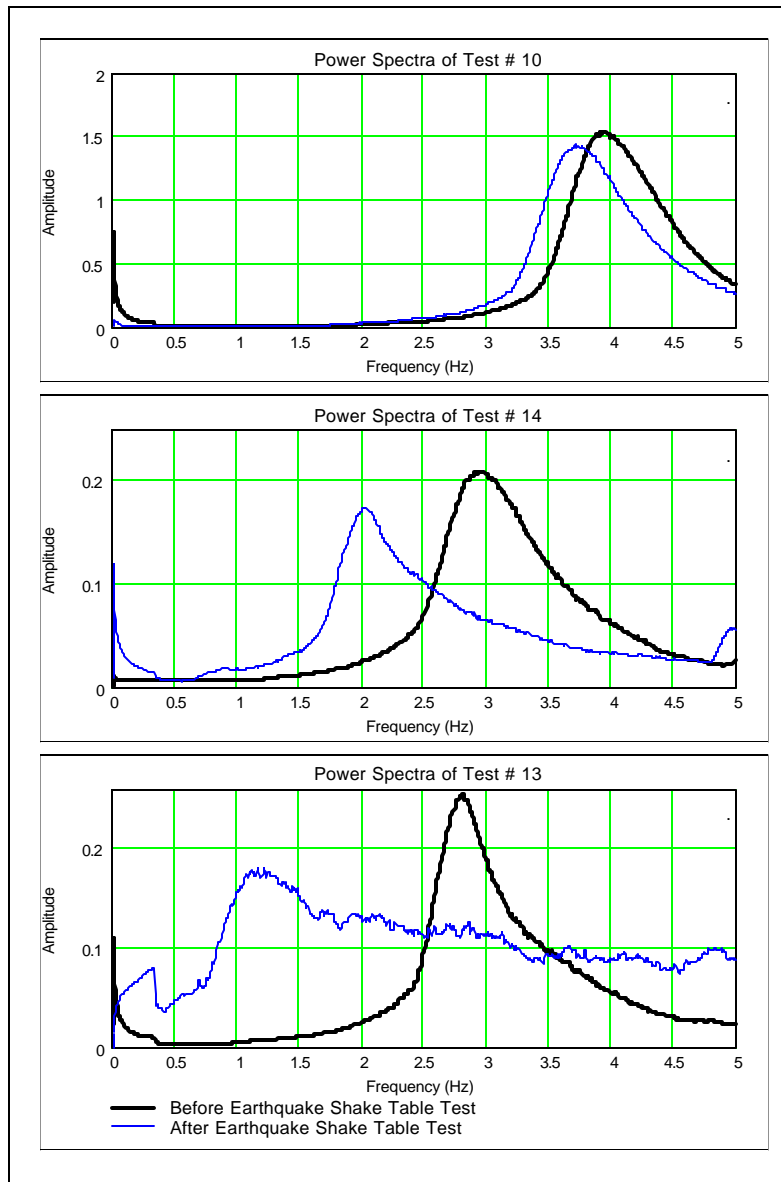 Power Spectra of Test # 10
2
1.5
1
0.5
0
Amplitude
0 0.5 1 1.5 2 2.5 3 3.5 4 4.5 5
Frequency (Hz)
Power Spectra of Test # 14
0.2
0.1
0
Amplitude
0 0.5 1 1.5 2 2.5 3 3.5 4 4.5 5
Frequency (Hz)
Power Spectra of Test # 13
0.2
0.1
0
Amplitude
0 0.5 1 1.5 2 2.5 3 3.5 4 4.5 5
Frequency (Hz)
Before Earthquake Shake Table Test
After Earthquake Shake Table Test